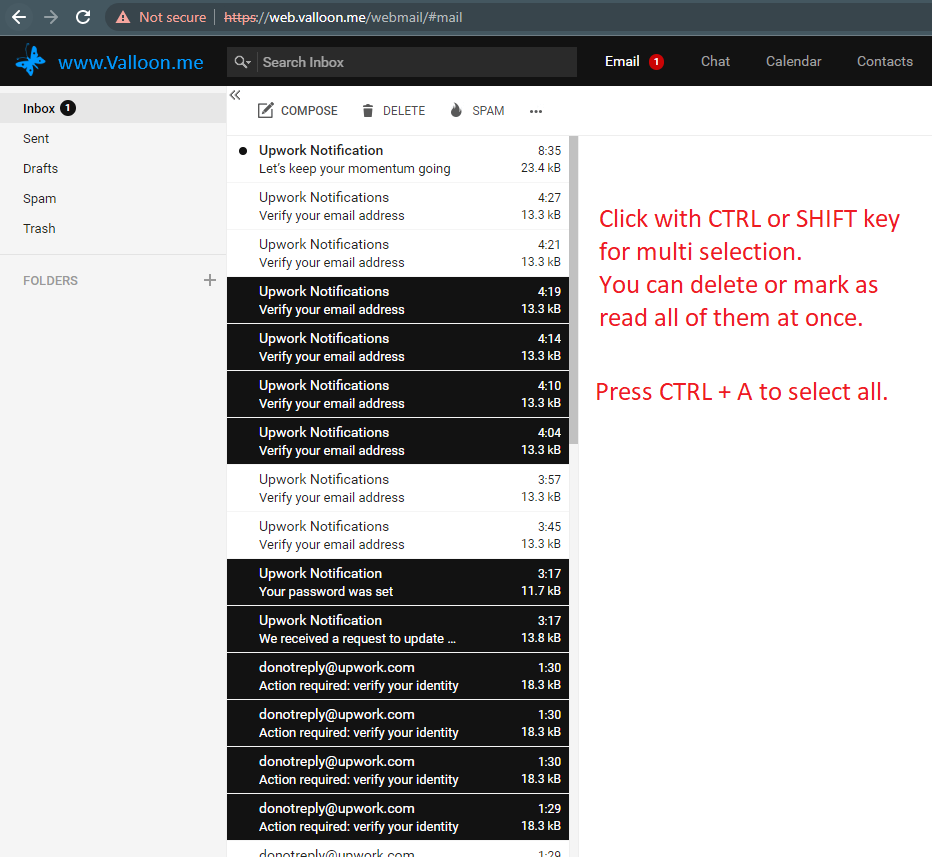 Not secure | https://web.valloon.me/webmail/#mail
www.Valloon.me
Search Inbox
Email 1 Chat Calendar Contacts
Inbox 1
Sent
Drafts
Spam
Trash
FOLDERS +
COMPOSE DELETE SPAM ...
Upwork Notification 8:35
Let's keep your momentum going 23.4 kB
Upwork Notifications 4:27
Verify your email address 13.3 kB
Upwork Notifications 4:21
Verify your email address 13.3 kB
Upwork Notifications 4:19
Verify your email address 13.3 kB
Upwork Notifications 4:14
Verify your email address 13.3 kB
Upwork Notifications 4:10
Verify your email address 13.3 kB
Upwork Notifications 4:04
Verify your email address 13.3 kB
Upwork Notifications 3:57
Verify your email address 13.3 kB
Upwork Notifications 3:45
Verify your email address 13.3 kB
Upwork Notification 3:17
Your password was set 11.7 kB
Upwork Notification 3:17
We received a request to update ... 13.8 kB
donotreply@upwork.com 1:30
Action required: verify your identity 18.3 kB
donotreply@upwork.com 1:30
Action required: verify your identity 18.3 kB
donotreply@upwork.com 1:30
Action required: verify your identity 18.3 kB
donotreply@upwork.com 1:29
Action required: verify your identity 18.3 kB
donotreply@upwork.com 1:29
Click with CTRL or SHIFT key
for multi selection.
You can delete or mark as
read all of them at once.
Press CTRL + A to select all.